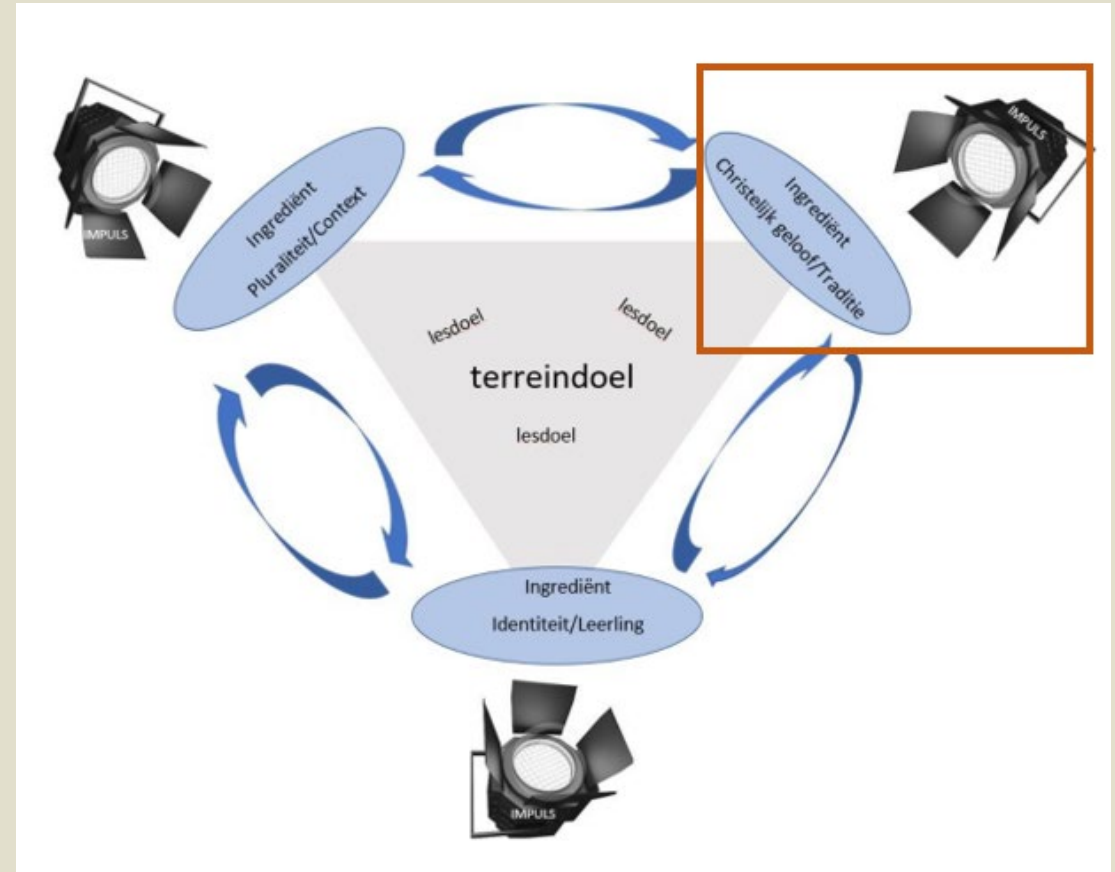 IMPULS
Ingrediënt
Pluraliteit/Context
IMPULS
Ingrediënt
Christelijk geloof/Traditie
lesdoel
lesdoel
terreindoel
lesdoel
Ingrediënt
Identiteit/Leerling
IMPULS